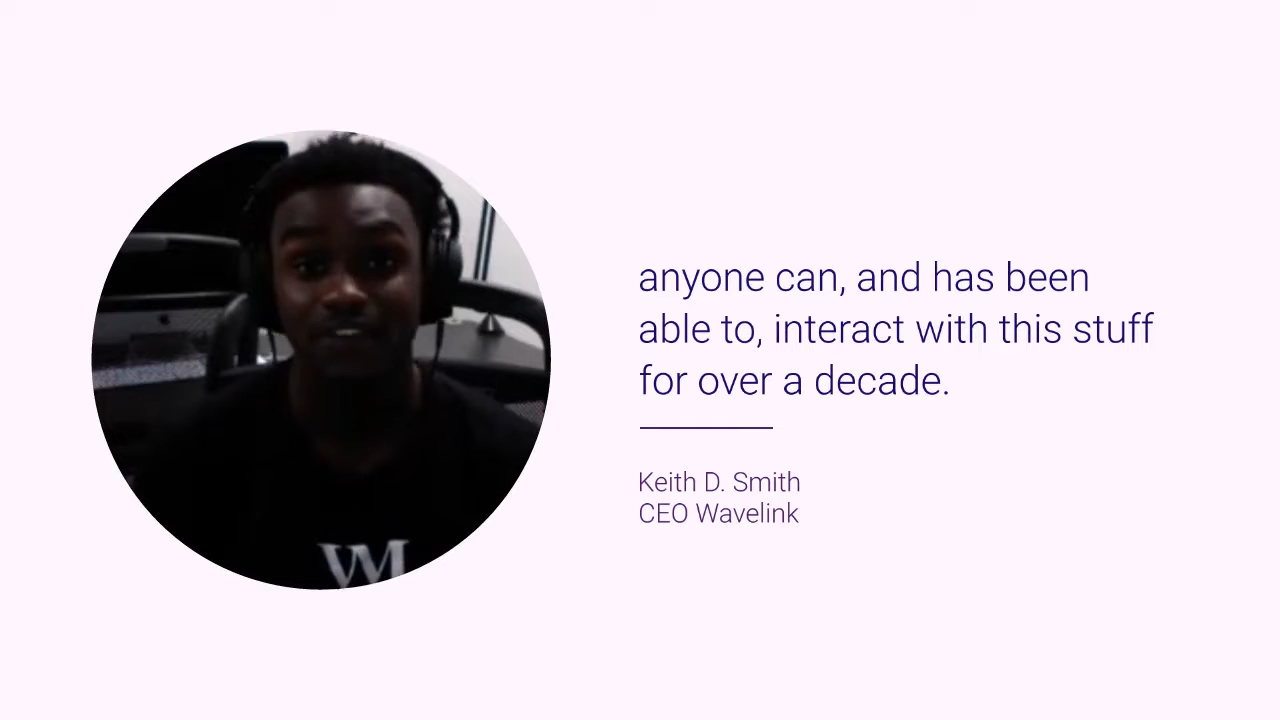 anyone can, and has been
able to, interact with this stuff
for over a decade.
Keith D. Smith
CEO Wavelink